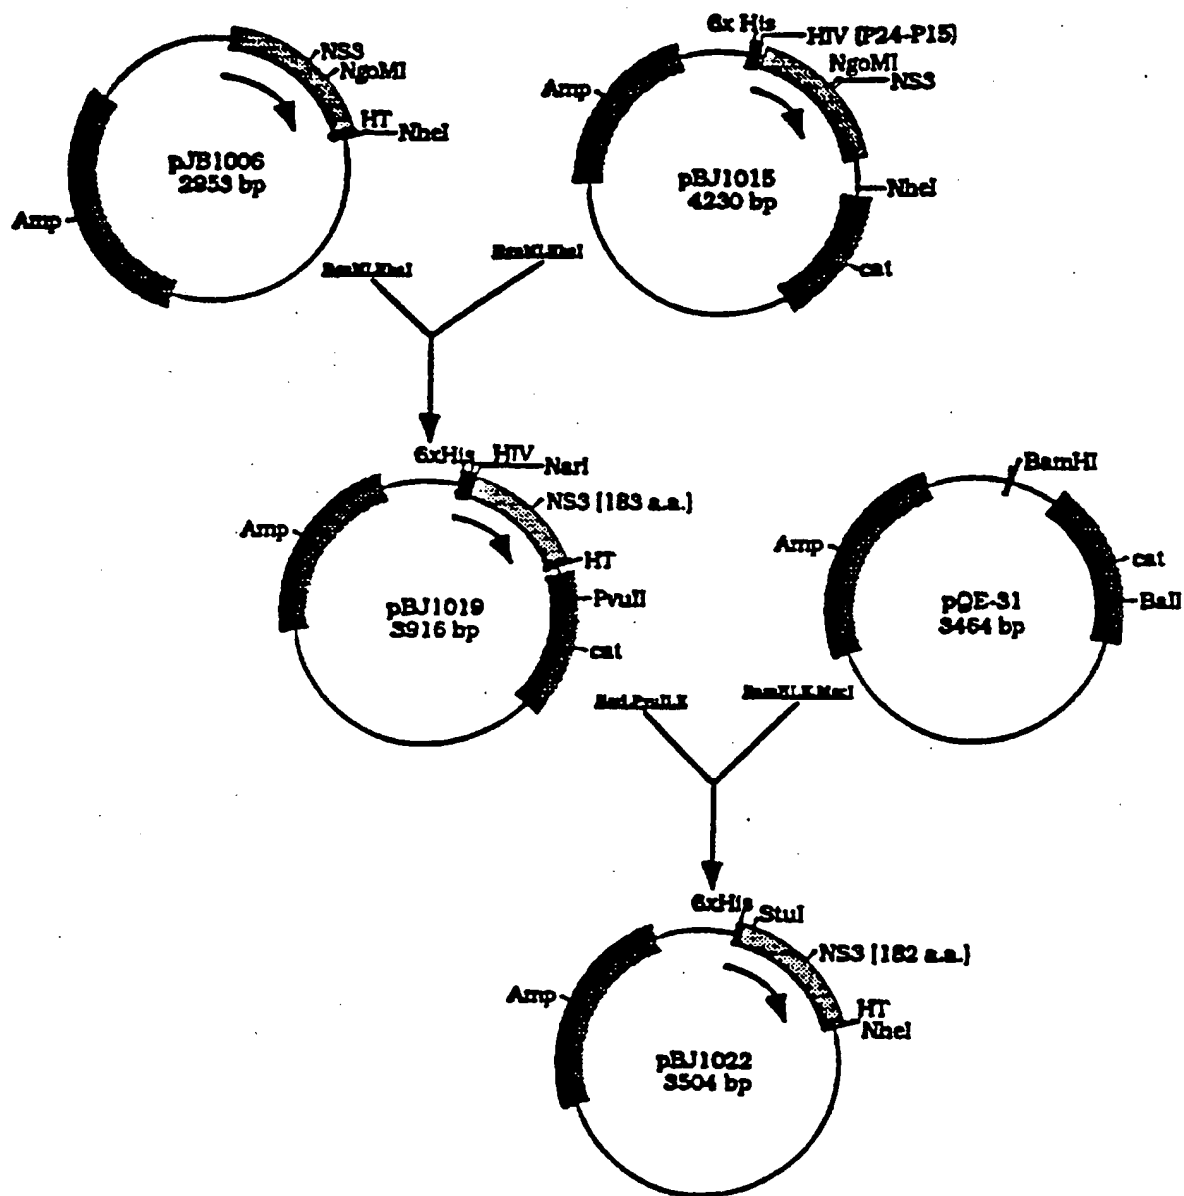 NS3
NgoMI
HT
NheI
pJB1006
2953 bp
Amp
6x His
HIV (P24-P15)
NgoMI
NS3
Amp
pBJ1015
4230 bp
NheI
cat
6xHis HIV
NarI
NS3 [183 a.a.]
Amp
HT
PvuII
pBJ1019
3916 bp
cat
BamHI
Amp
cat
BalI
pQE-31
3464 bp
6xHis
StuI
NS3 [182 a.a.]
Amp
HT
NheI
pBJ1022
3504 bp